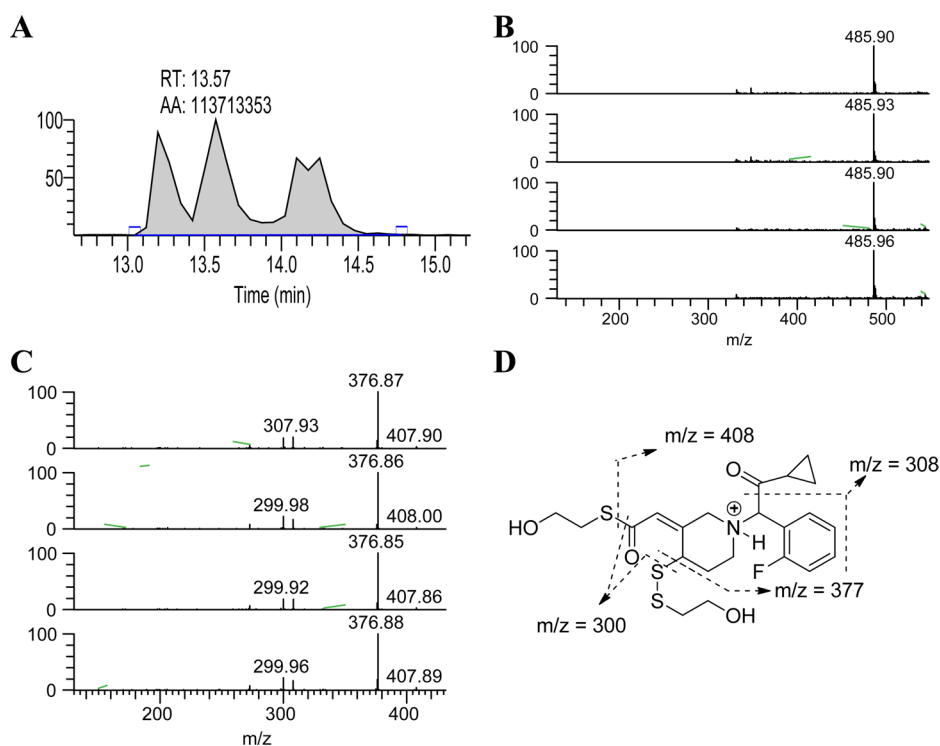 A
RT: 13.57
AA: 113713353
100
50
13.0 13.5 14.0 14.5 15.0
Time (min)
B
485.90
100
0
485.93
100
0
485.90
100
0
485.96
100
0
200 300 400 500
m/z
C
376.87
100
307.93
407.90
0
376.86
100
299.98
408.00
0
376.85
100
299.92
407.86
0
376.88
100
299.96
407.89
0
200 300 400
m/z
D
m/z = 408
m/z = 308
O
S
HO
N
H
O
F
S
m/z = 377
S
OH
m/z = 300